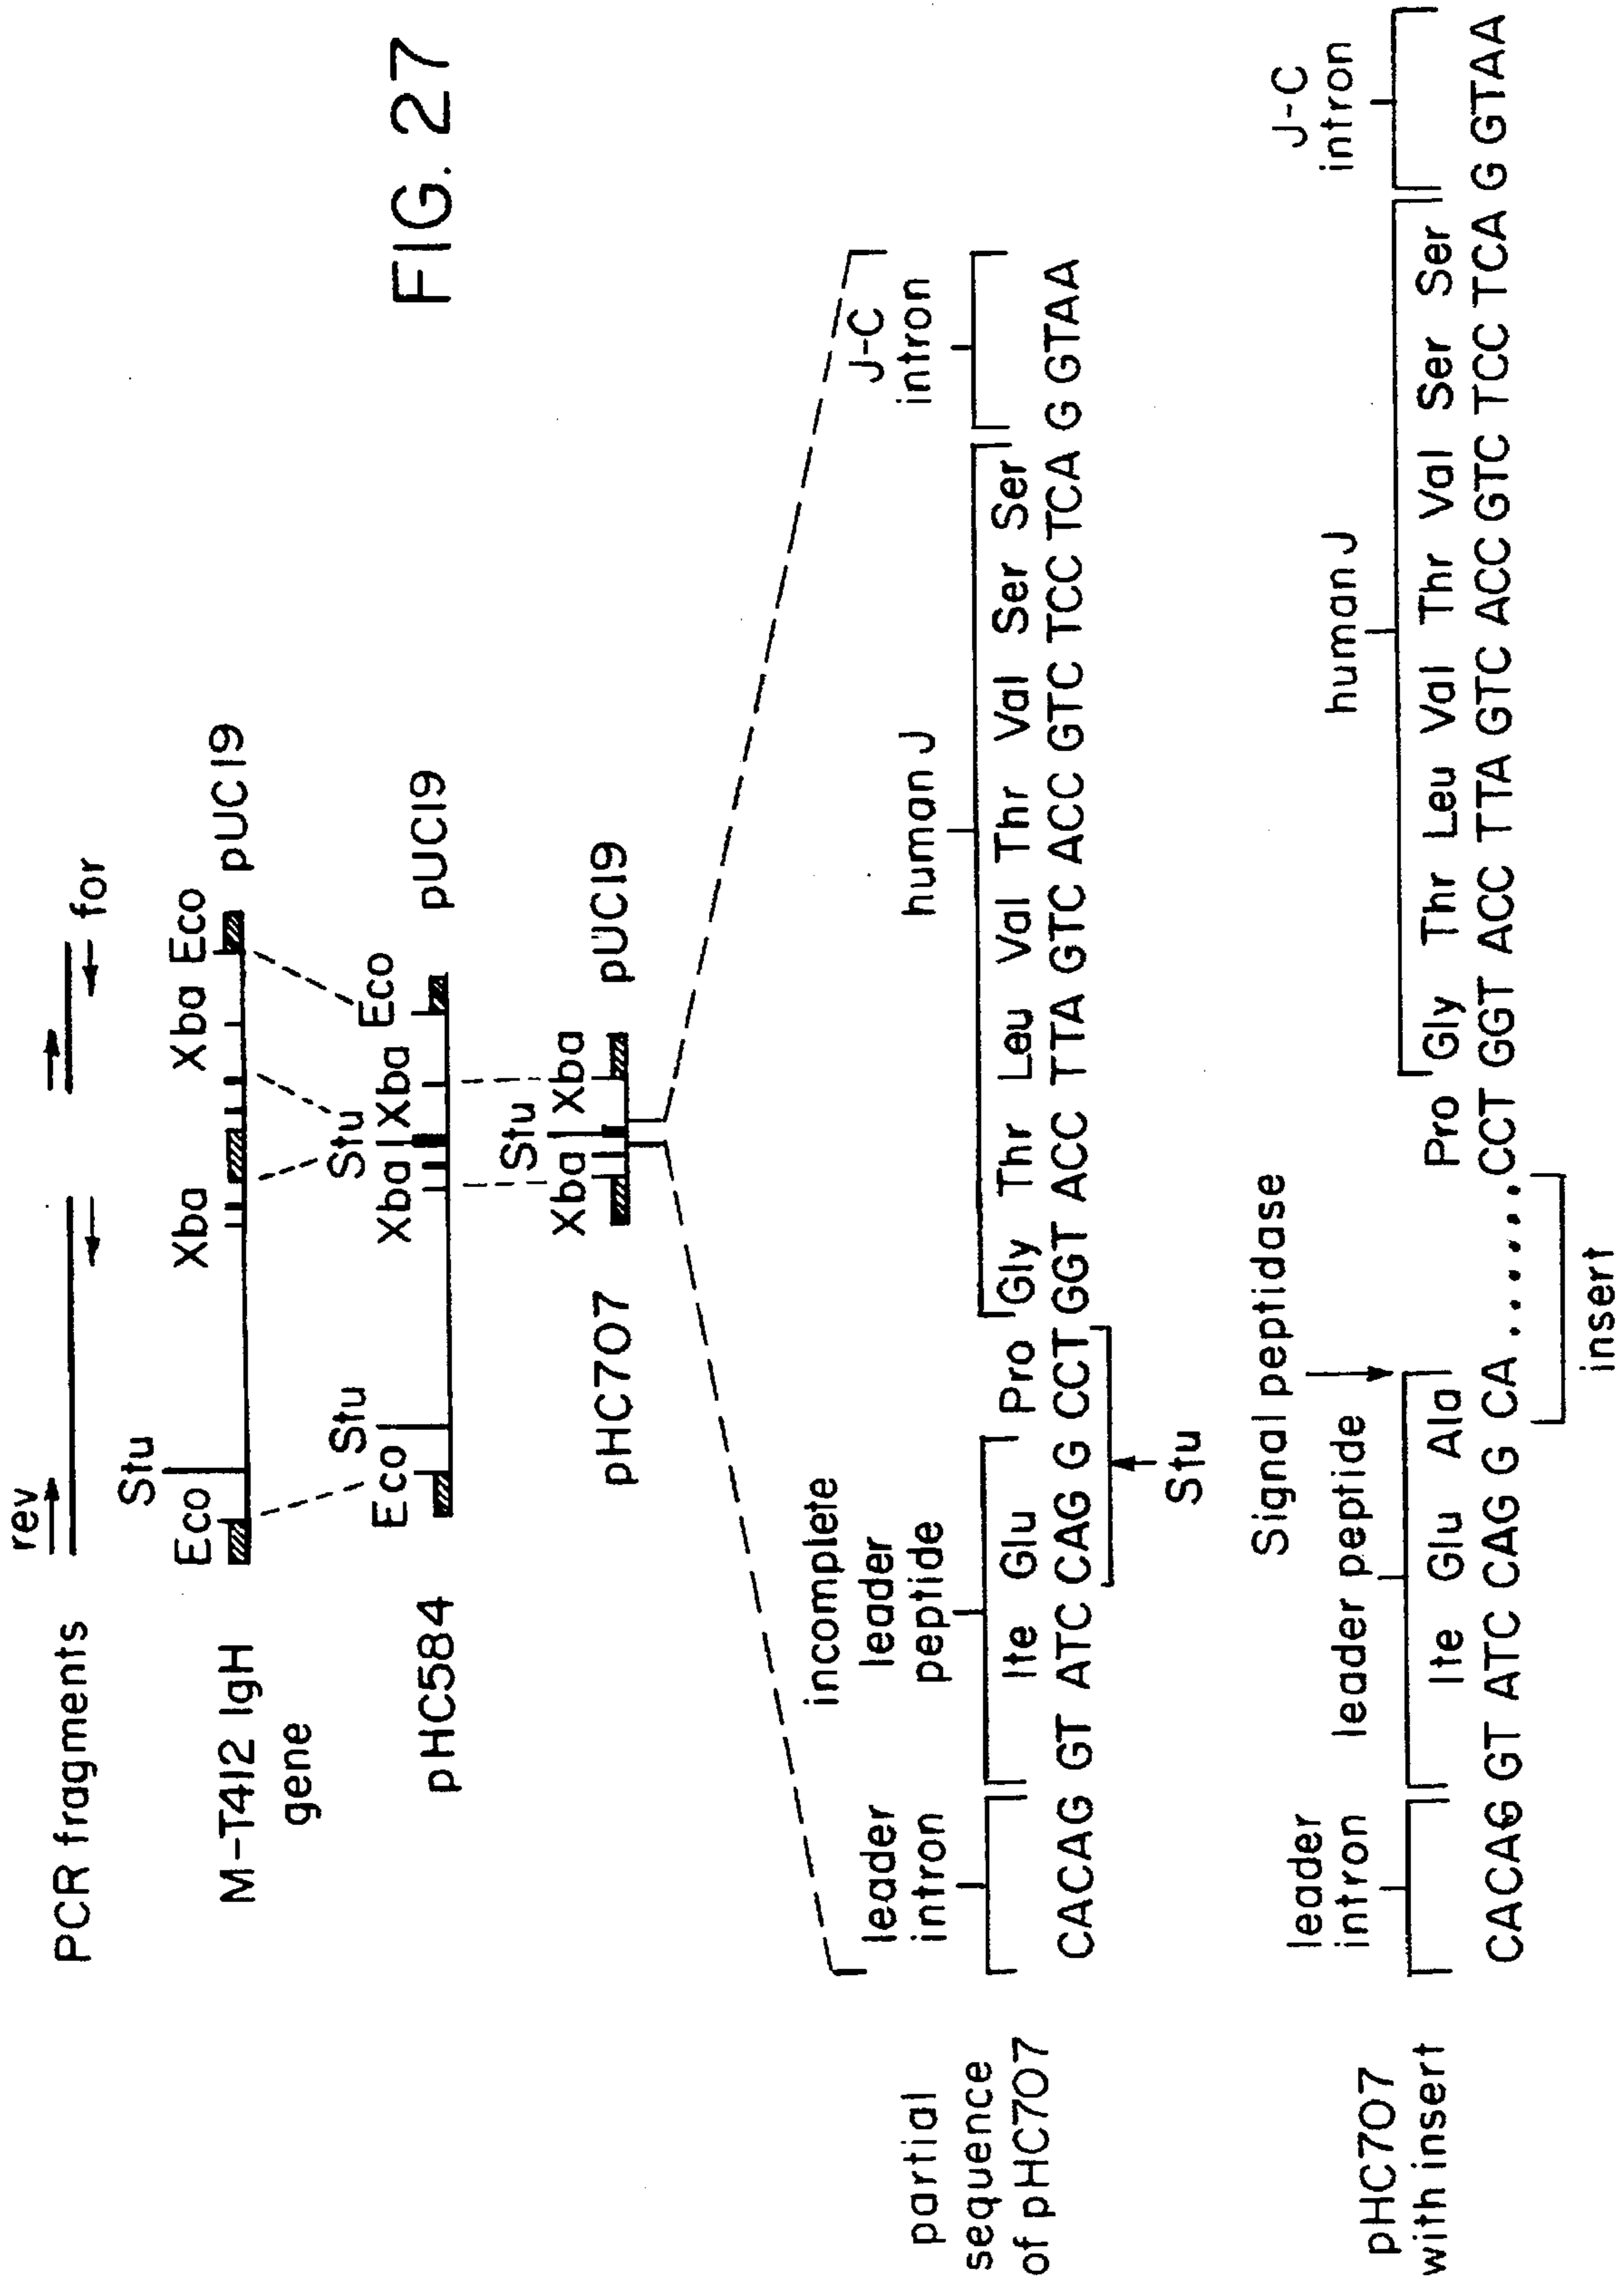 FIG. 27
PCR fragments
rev
for
M-T412 IgH
gene
Eco
Stu
Xba
Xba
Eco
pUC19
pHC584
Eco
Stu
Xba
Stu
Xba
Eco
pUC19
pHC707
Xba
Stu
Xba
pUC19
partial
sequence
of pHC707
leader
intron
incomplete
leader
peptide
human J
J-C
intron
Ite Glu Pro Gly Thr Leu Val Thr Val Ser Ser
CACAG GT ATC CAG G CCT GGT ACC TTA GTC ACC GTC TCC TCA G GTAA
Stu
pHC707
with insert
leader
intron
leader peptide
Signal peptidase
human J
J-C
intron
Ite Glu Ala Pro Gly Thr Leu Val Thr Val Ser Ser
CACAG GT ATC CAG G CA ....... CCT GGT ACC TTA GTC ACC GTC TCC TCA G GTAA
insert